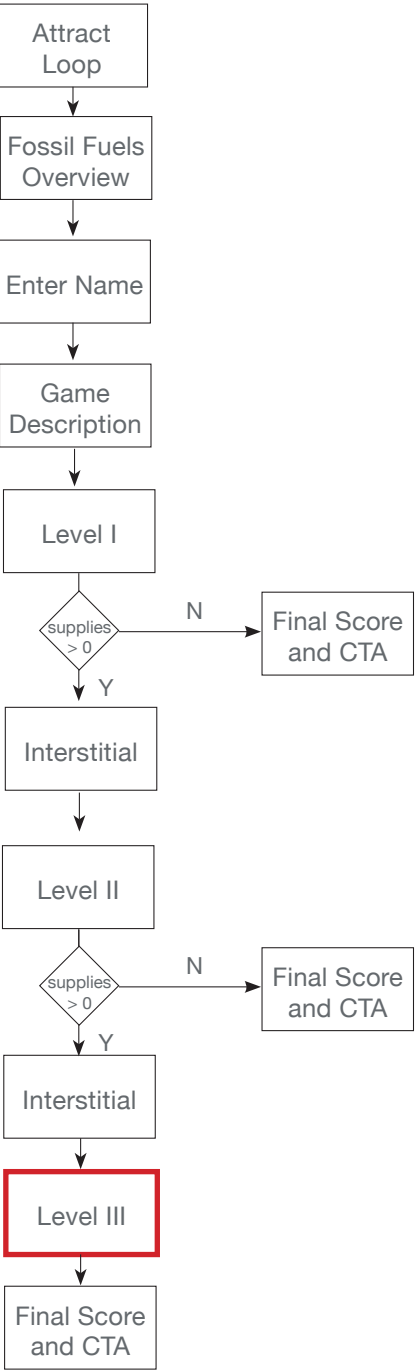 Attract
Loop
Fossil Fuels
Overview
Enter Name
Game
Description
Level I
supplies
> 0
N
Final Score
and CTA
Y
Interstitial
Level II
supplies
> 0
N
Final Score
and CTA
Y
Interstitial
Level III
Final Score
and CTA